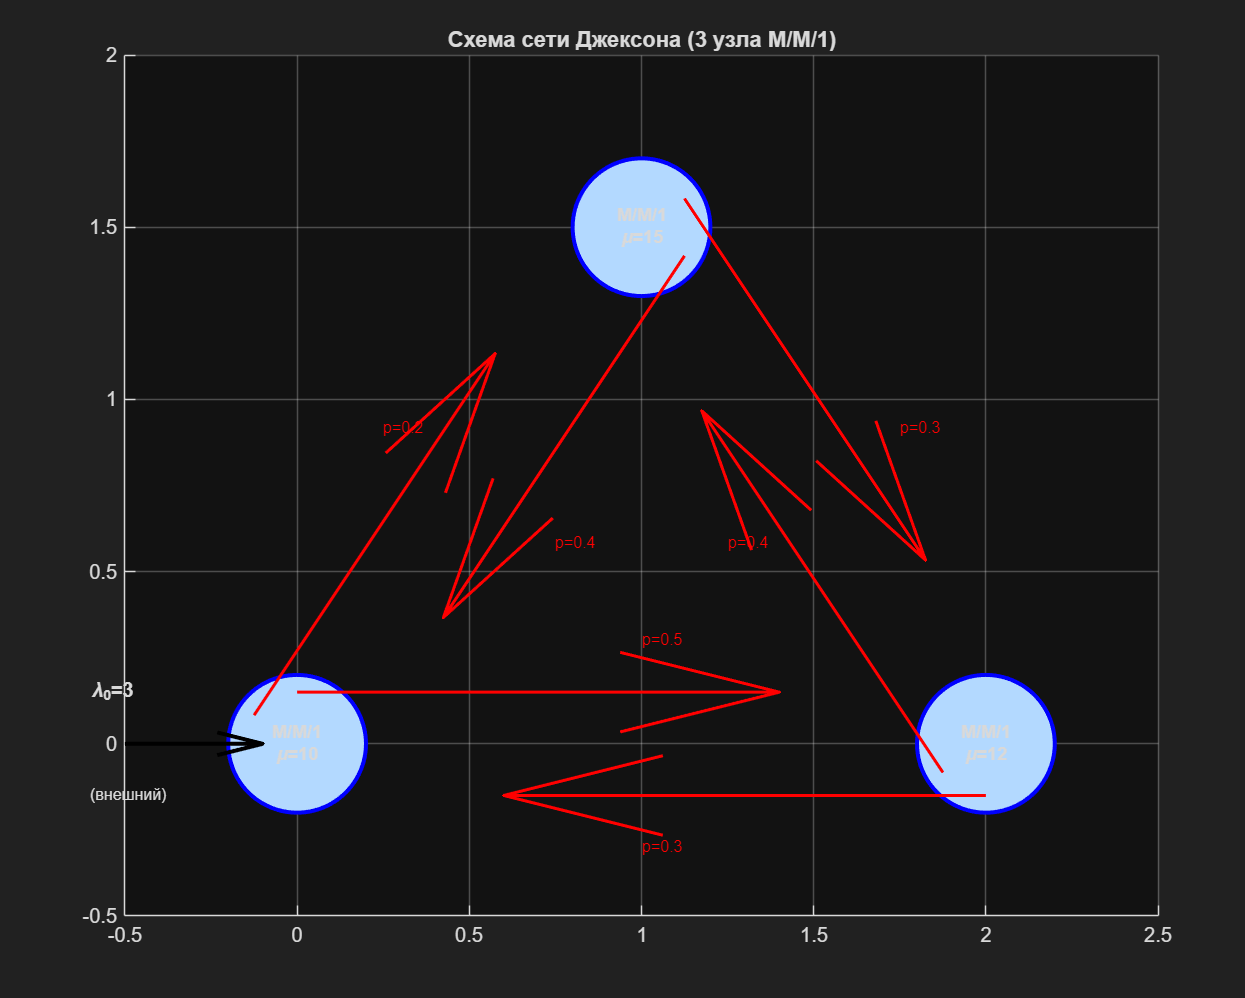 Схема сети Джексона (3 узла M/M/1)
2
1.5
1
0.5
0
-0.5
M/M/1
μ=15
p=0.2
p=0.3
p=0.4
p=0.4
p=0.5
λ₀=3
M/M/1
μ=10
M/M/1
μ=12
(внешний)
p=0.3
-0.5
0
0.5
1
1.5
2
2.5